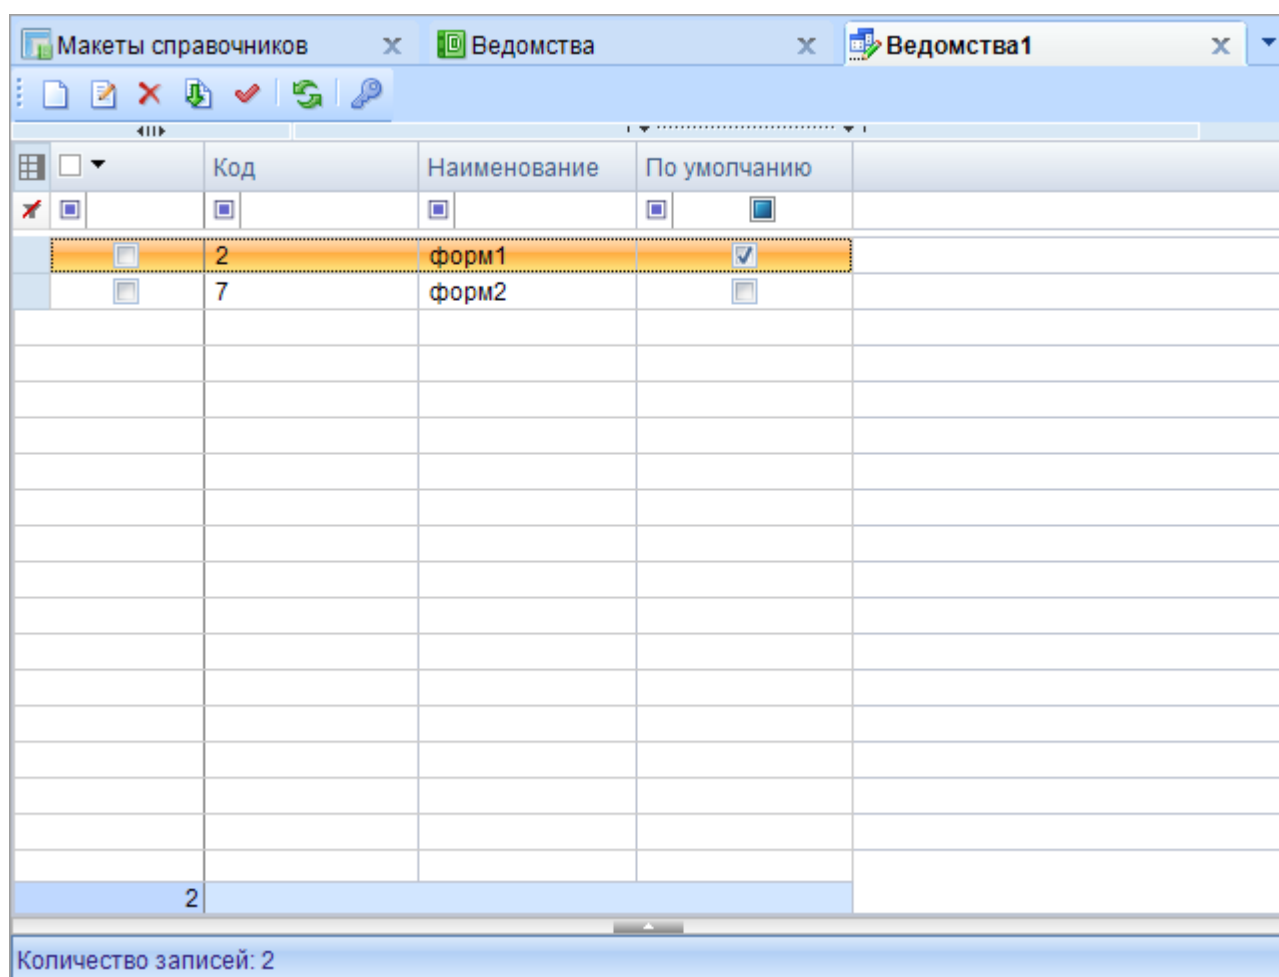 Макеты справочников Ведомства Ведомства1
Код Наименование По умолчанию
2 форм1
7 форм2
2
Количество записей: 2